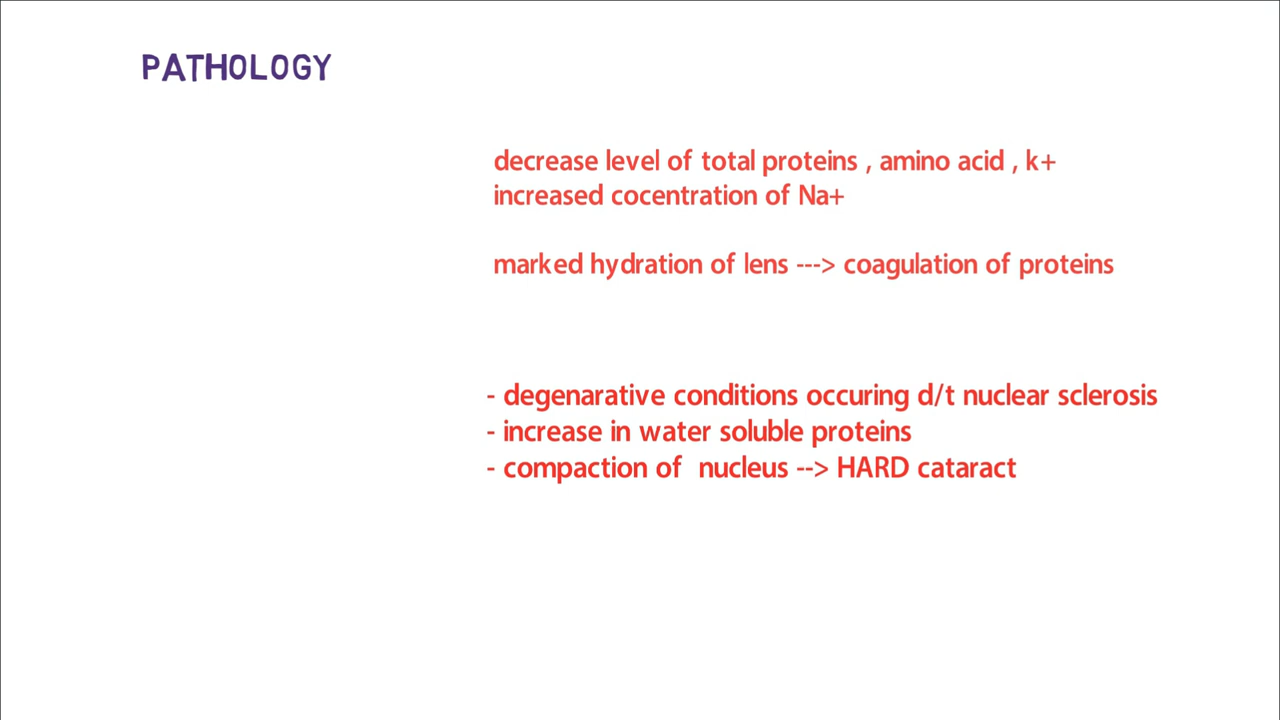 PATHOLOGY
decrease level of total proteins , amino acid , k+
increased cocentration of Na+
marked hydration of lens ---> coagulation of proteins
- degenarative conditions occuring d/t nuclear sclerosis
- increase in water soluble proteins
- compaction of nucleus --> HARD cataract